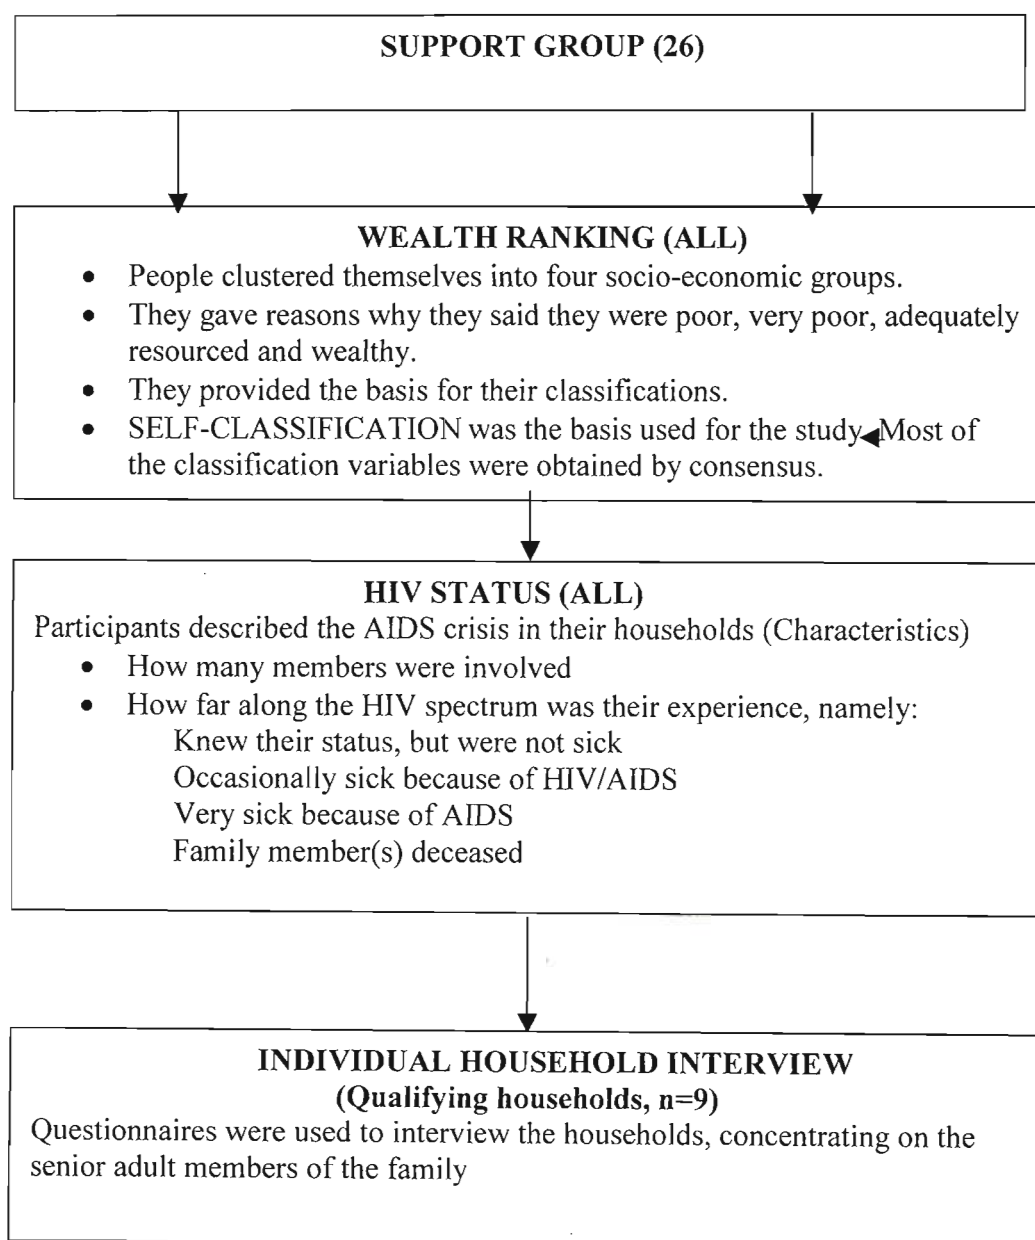 SUPPORT GROUP (26)
WEALTH RANKING (ALL)
• People clustered themselves into four socio-economic groups.
• They gave reasons why they said they were poor, very poor, adequately
resourced and wealthy.
• They provided the basis for their classifications.
• SELF-CLASSIFICATION was the basis used for the study Most of
the classification variables were obtained by consensus.
HIV STATUS (ALL)
Participants described the AIDS crisis in their households (Characteristics)
• How many members were involved
• How far along the HIV spectrum was their experience, namely:
Knew their status, but were not sick
Occasionally sick because of HIV/AIDS
Very sick because of AIDS
Family member(s) deceased
INDIVIDUAL HOUSEHOLD INTERVIEW
(Qualifying households, n=9)
Questionnaires were used to interview the households, concentrating on the
senior adult members of the family